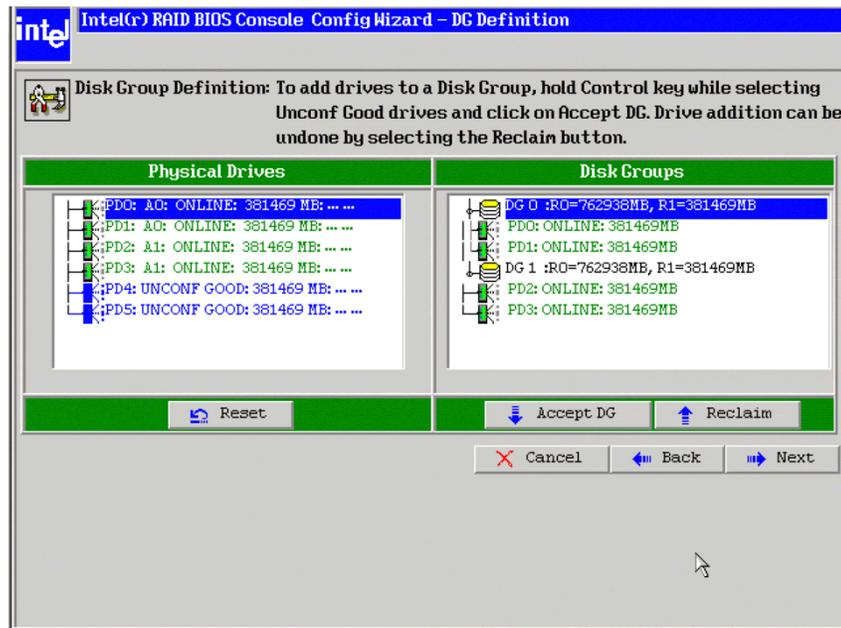 intel
Intel(r) RAID BIOS Console Config Wizard - DG Definition
Disk Group Definition: To add drives to a Disk Group, hold Control key while selecting
Unconf Good drives and click on Accept DG. Drive addition can be
undone by selecting the Reclaim button.
Physical Drives
PD0: A0: ONLINE: 381469 MB: ... ...
PD1: A0: ONLINE: 381469 MB: ... ...
PD2: A1: ONLINE: 381469 MB: ... ...
PD3: A1: ONLINE: 381469 MB: ... ...
PD4: UNCONF GOOD: 381469 MB: ... ...
PD5: UNCONF GOOD: 381469 MB: ... ...
Reset
Disk Groups
DG 0 :R0=762938MB, R1=381469MB
PD0: ONLINE: 381469MB
PD1: ONLINE: 381469MB
DG 1 :R0=762938MB, R1=381469MB
PD2: ONLINE: 381469MB
PD3: ONLINE: 381469MB
Accept DG
Reclaim
Cancel
Back
Next